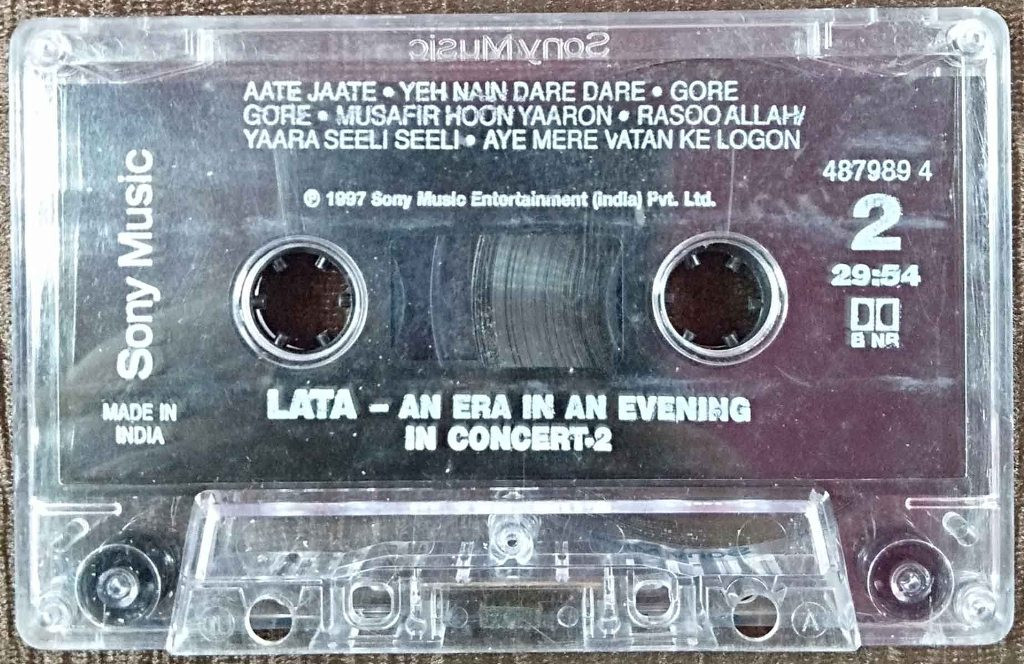 Sony Music
AATE JAATE • YEH NAIN DARE DARE • GORE
GORE • MUSAFIR HOON YAARON • RASOO ALLAH/
YAARA SEELI SEELI • AYE MERE VATAN KE LOGON
487989 4
℗ 1997 Sony Music Entertainment (India) Pvt. Ltd.
2
29:54
B NR
Sony Music
MADE IN
INDIA
LATA – AN ERA IN AN EVENING
IN CONCERT-2
A